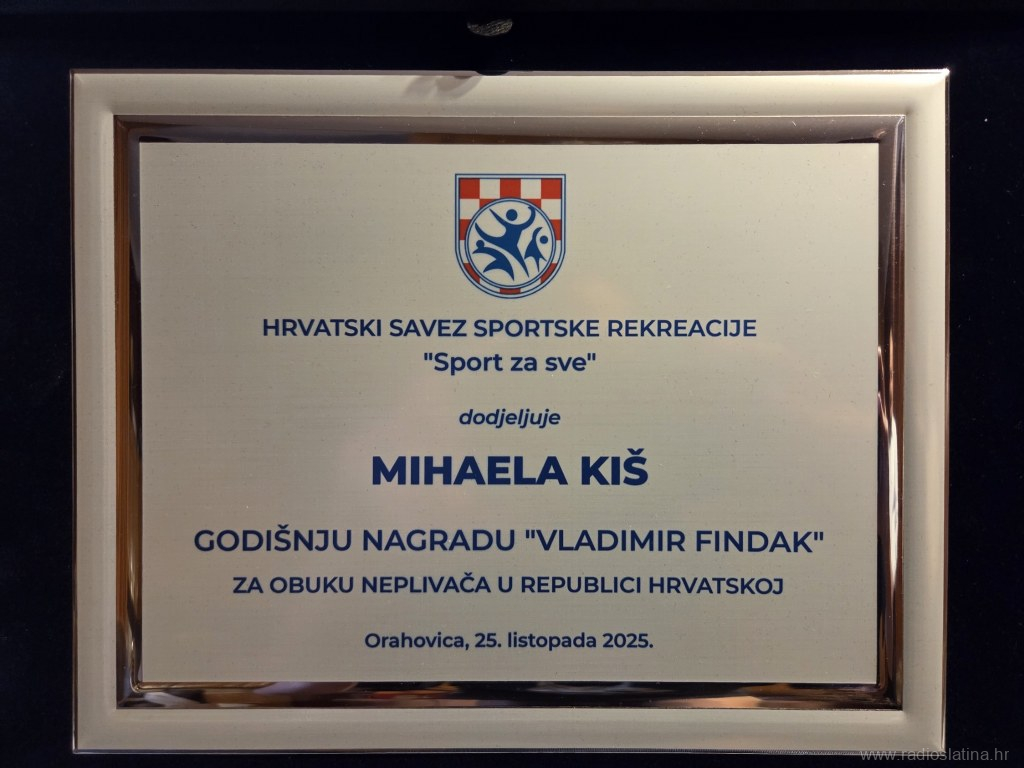 HRVATSKI SAVEZ SPORTSKE REKREACIJE
"Sport za sve"
dodjeljuje
MIHAELA KIŠ
GODIŠNJU NAGRADU "VLADIMIR FINDAK"
ZA OBUKU NEPLIVAČA U REPUBLICI HRVATSKOJ
Orahovica, 25. listopada 2025.
www.radioslatina.hr